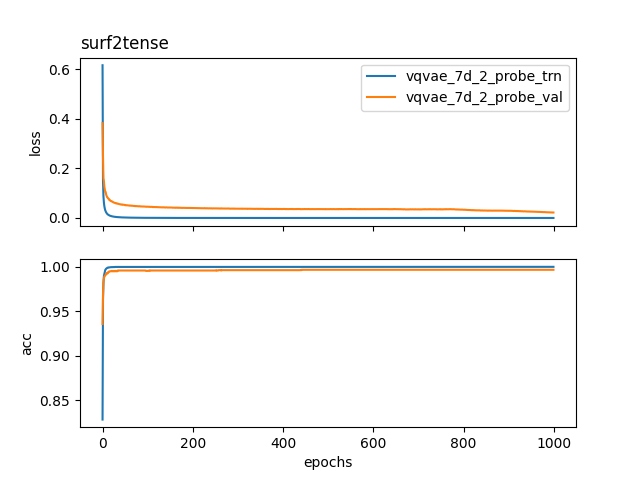 surf2tense
0.6
0.4
0.2
0.0
loss
vqvae_7d_2_probe_trn
vqvae_7d_2_probe_val
1.00
0.95
0.90
0.85
acc
0 200 400 600 800 1000
epochs